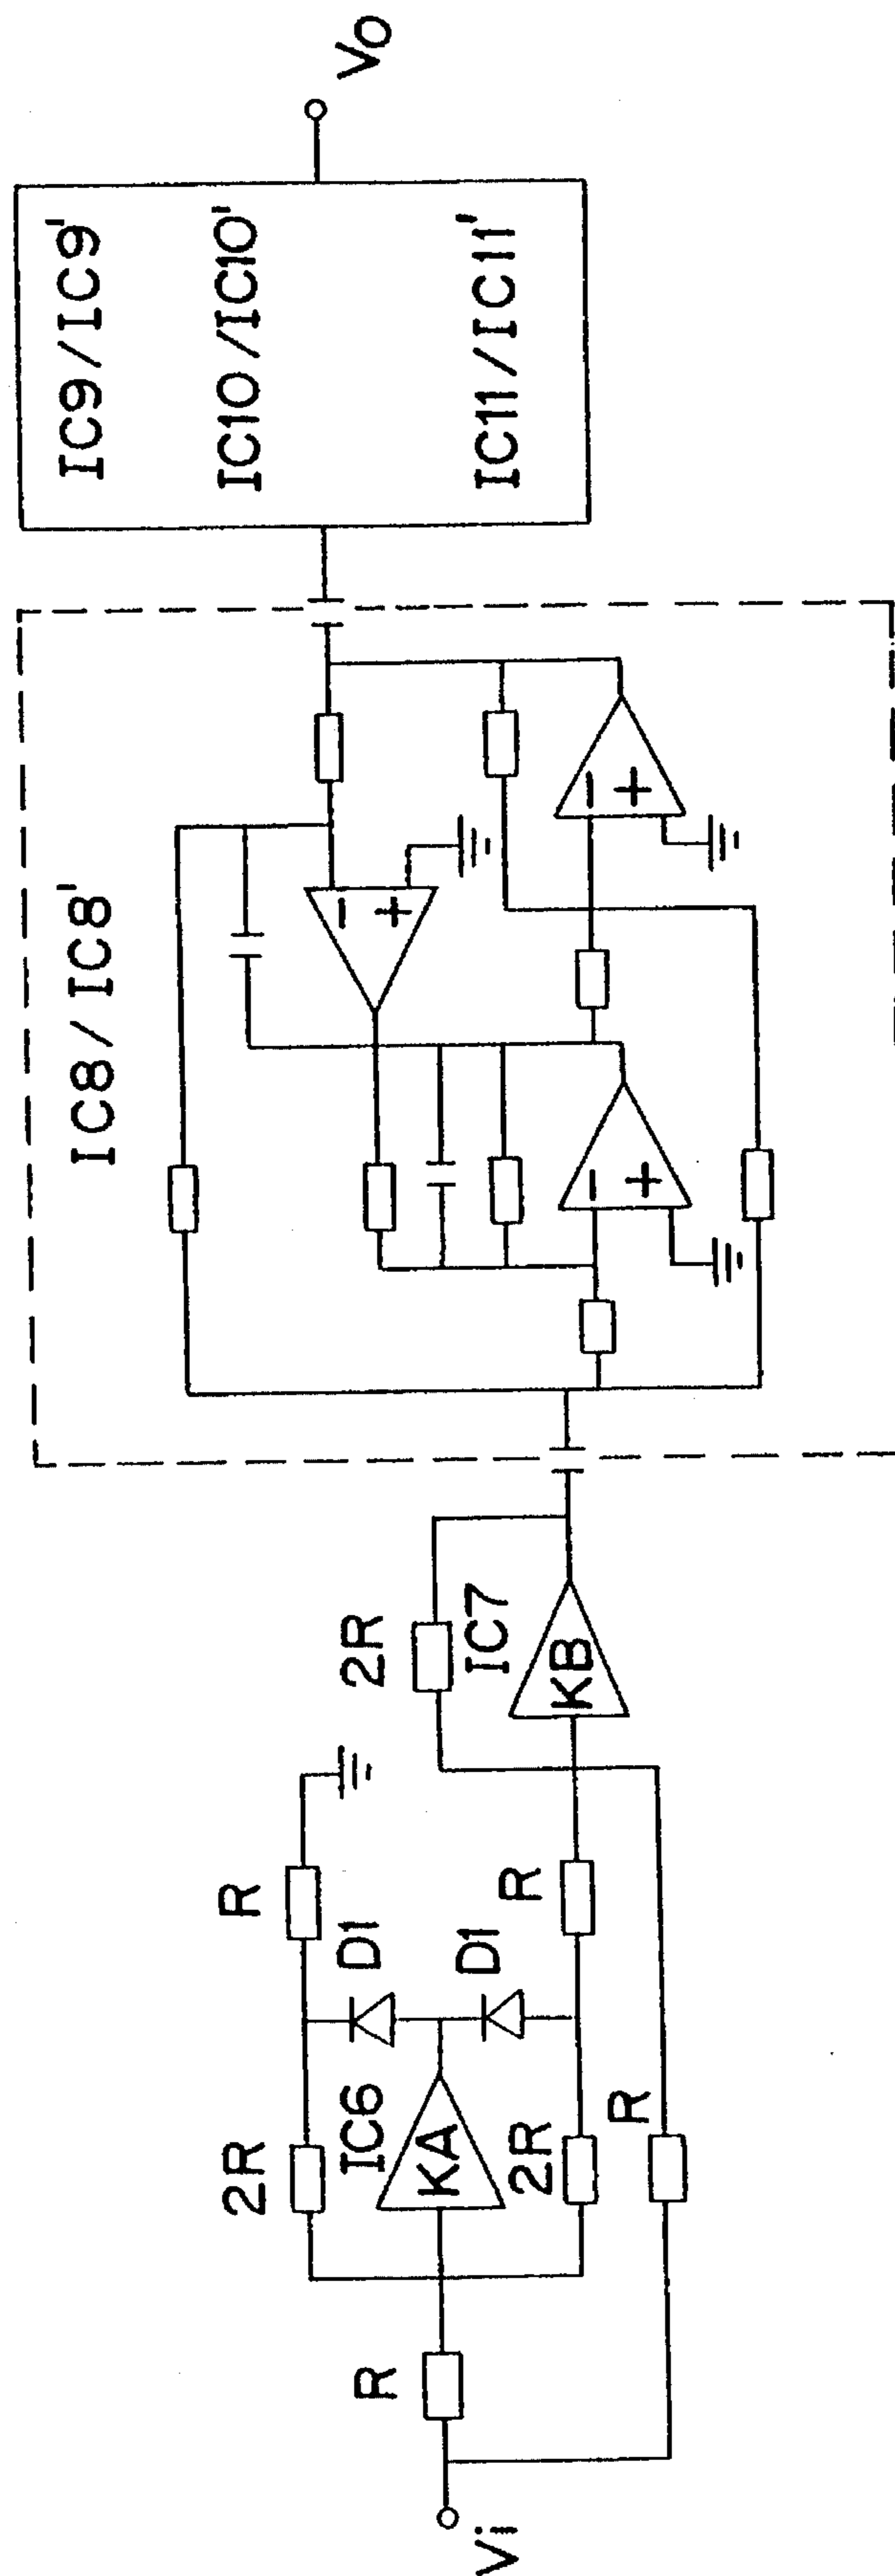 Vi
R
2R
IC6
KA
2R
R
R
D1
D1
R
2R
IC7
KB
IC8/IC8'
-
+
-
+
-
+
IC9/IC9'
IC10/IC10'
IC11/IC11'
VO